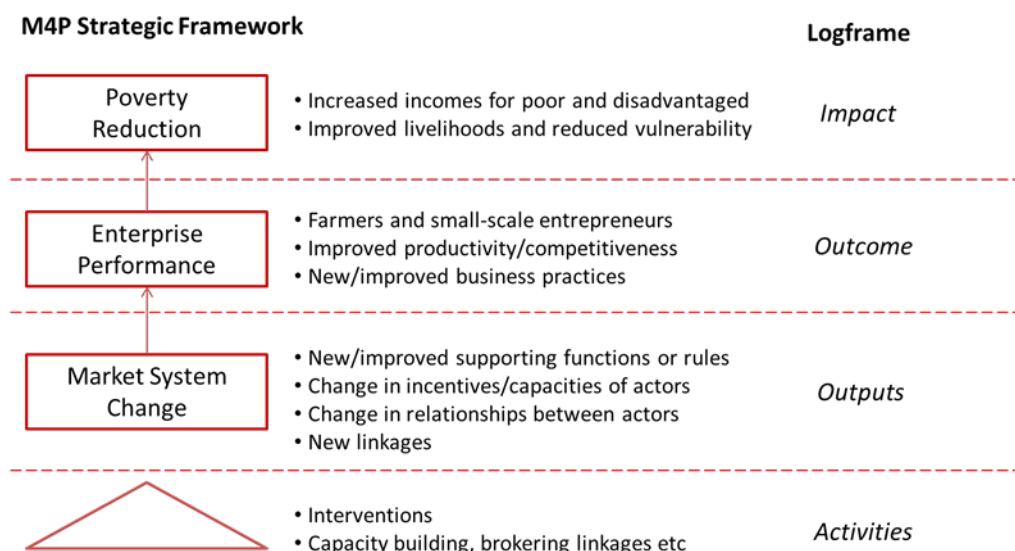 M4P Strategic Framework
Logframe
Poverty
Reduction
• Increased incomes for poor and disadvantaged
• Improved livelihoods and reduced vulnerability
Impact
Enterprise
Performance
• Farmers and small-scale entrepreneurs
• Improved productivity/competitiveness
• New/improved business practices
Outcome
Market System
Change
• New/improved supporting functions or rules
• Change in incentives/capacities of actors
• Change in relationships between actors
• New linkages
Outputs
• Interventions
• Capacity building, brokering linkages etc
Activities